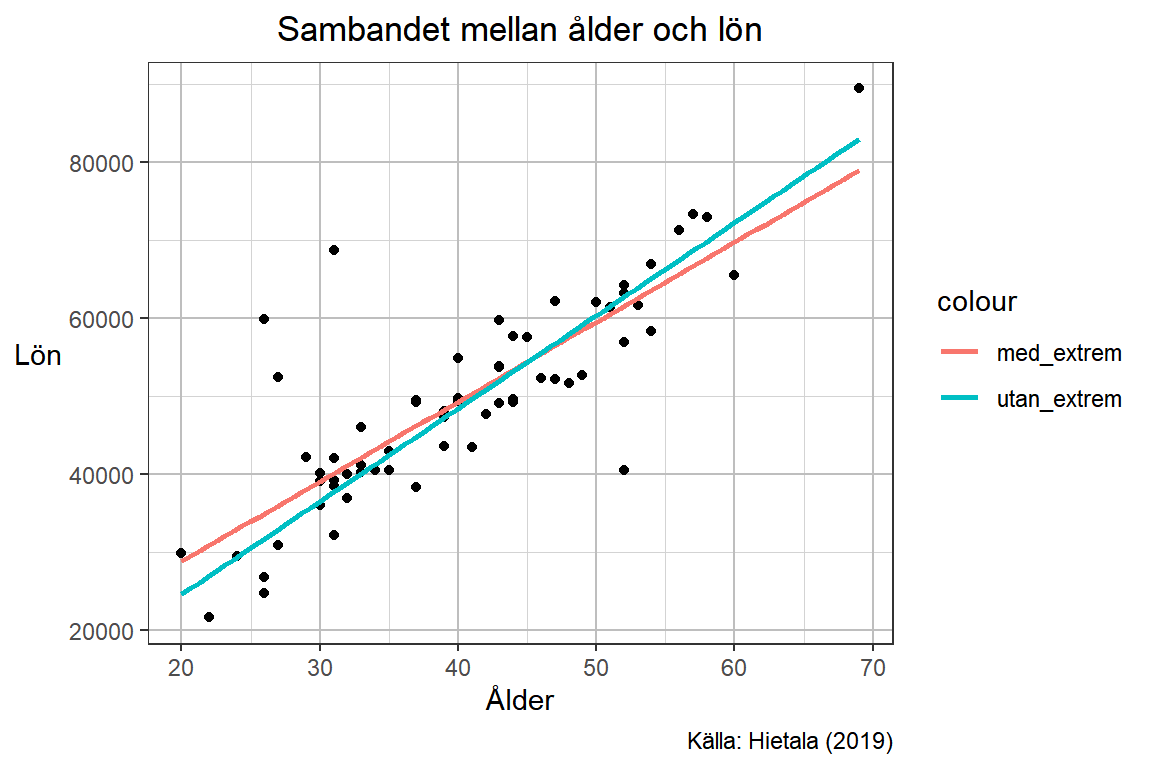 Sambandet mellan ålder och lön
Lön
80000
60000
40000
20000
20 30 40 50 60 70
Ålder
colour
med_extrem
utan_extrem
Källa: Hietala (2019)